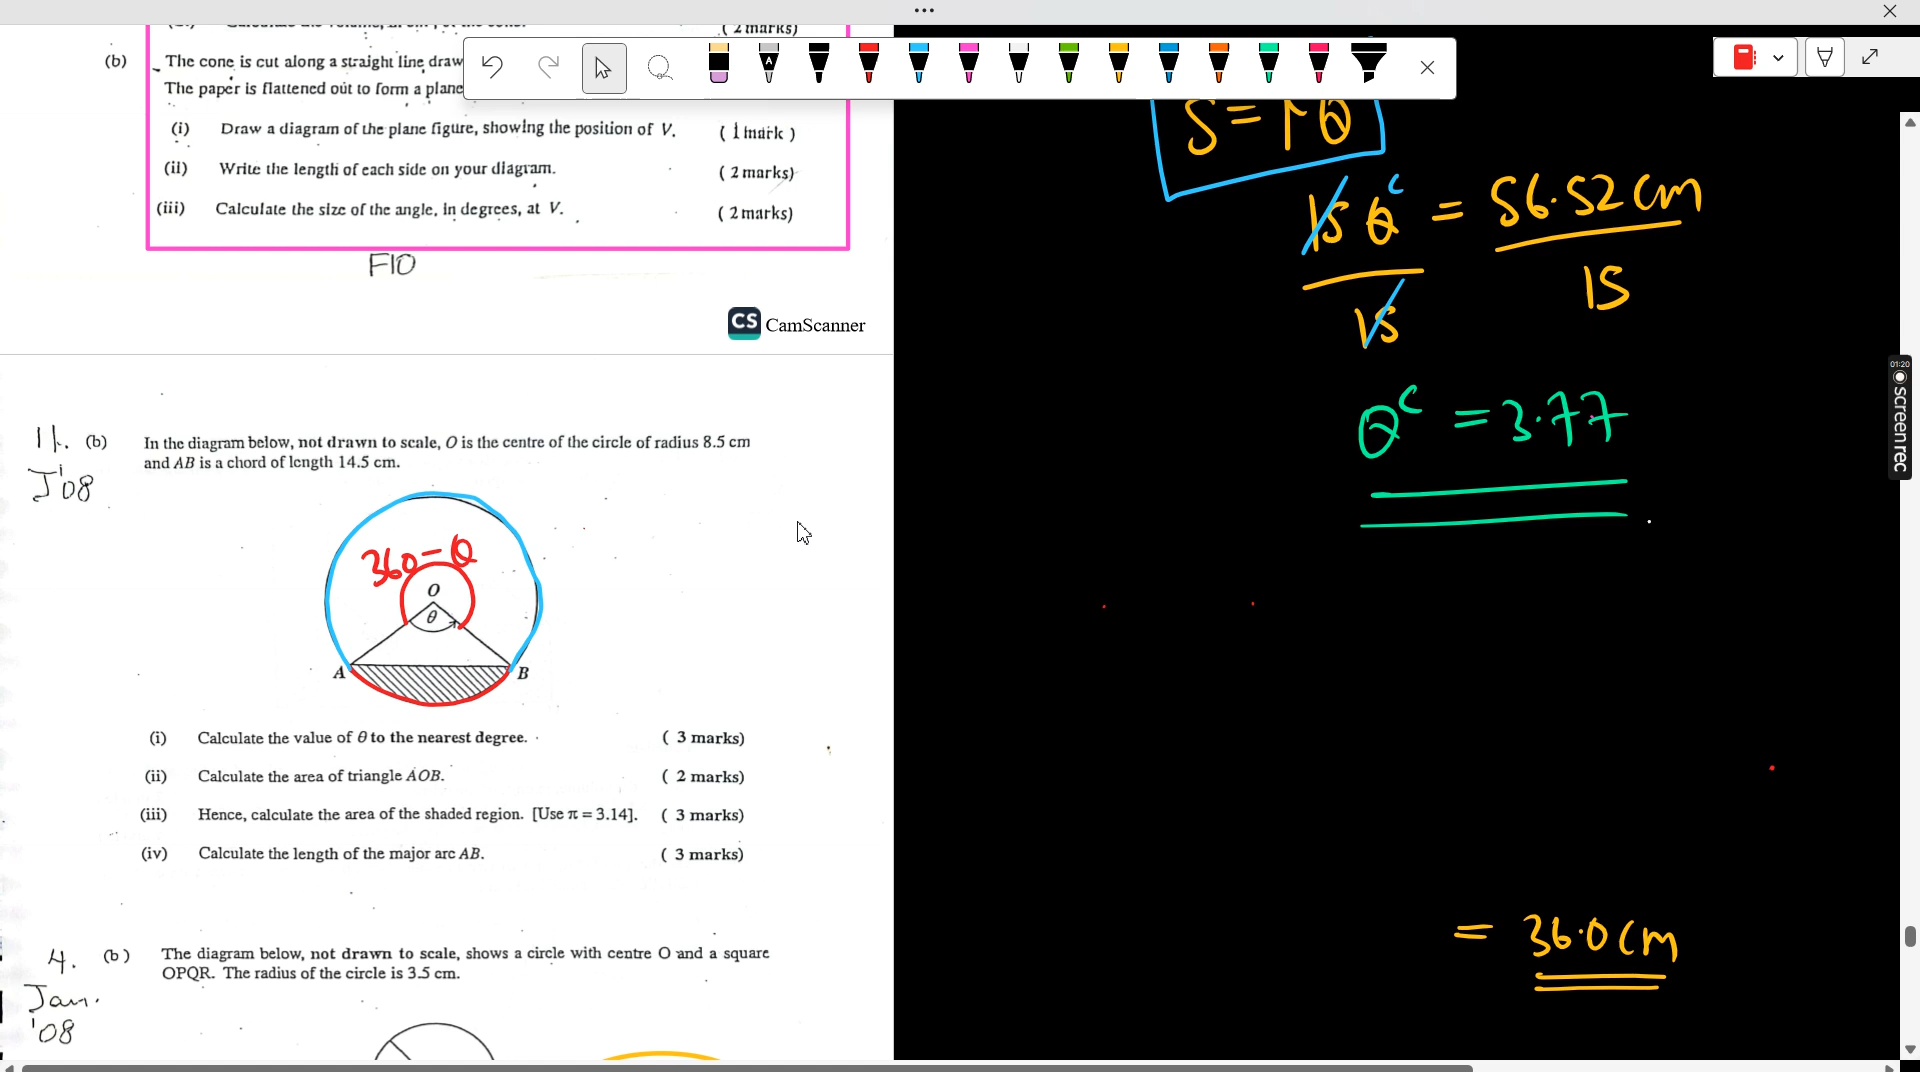 ( 2 marks)
(b) The cone is cut along a straight line draw
The paper is flattened out to form a plane
(i) Draw a diagram of the plane figure, showing the position of V. ( 1 mark )
(ii) Write the length of each side on your diagram. ( 2 marks)
(iii) Calculate the size of the angle, in degrees, at V. ( 2 marks)
F10
CS CamScanner
11. (b) In the diagram below, not drawn to scale, O is the centre of the circle of radius 8.5 cm
J'08 and AB is a chord of length 14.5 cm.
360-θ
O
θ
A B
(i) Calculate the value of θ to the nearest degree. ( 3 marks)
(ii) Calculate the area of triangle AOB. ( 2 marks)
(iii) Hence, calculate the area of the shaded region. [Use π = 3.14]. ( 3 marks)
(iv) Calculate the length of the major arc AB. ( 3 marks)
4. (b) The diagram below, not drawn to scale, shows a circle with centre O and a square
Jan. OPQR. The radius of the circle is 3.5 cm.
'08
A
S = rθ
15 θᶜ = 56.52 cm
15 15
θᶜ = 3.77
= 36.0 cm
01:20
screenrec